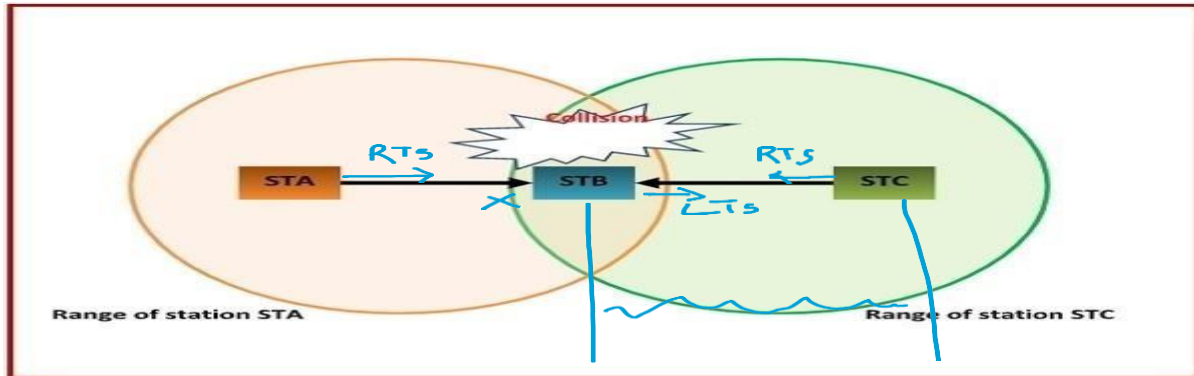 Collision
RTS RTS
STA STB STC
X CTS
Range of station STA Range of station STC